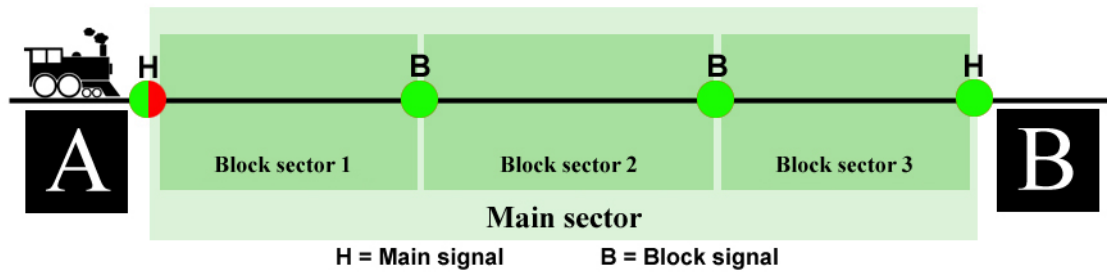 H B B H
A Block sector 1 Block sector 2 Block sector 3 B
Main sector
H = Main signal B = Block signal